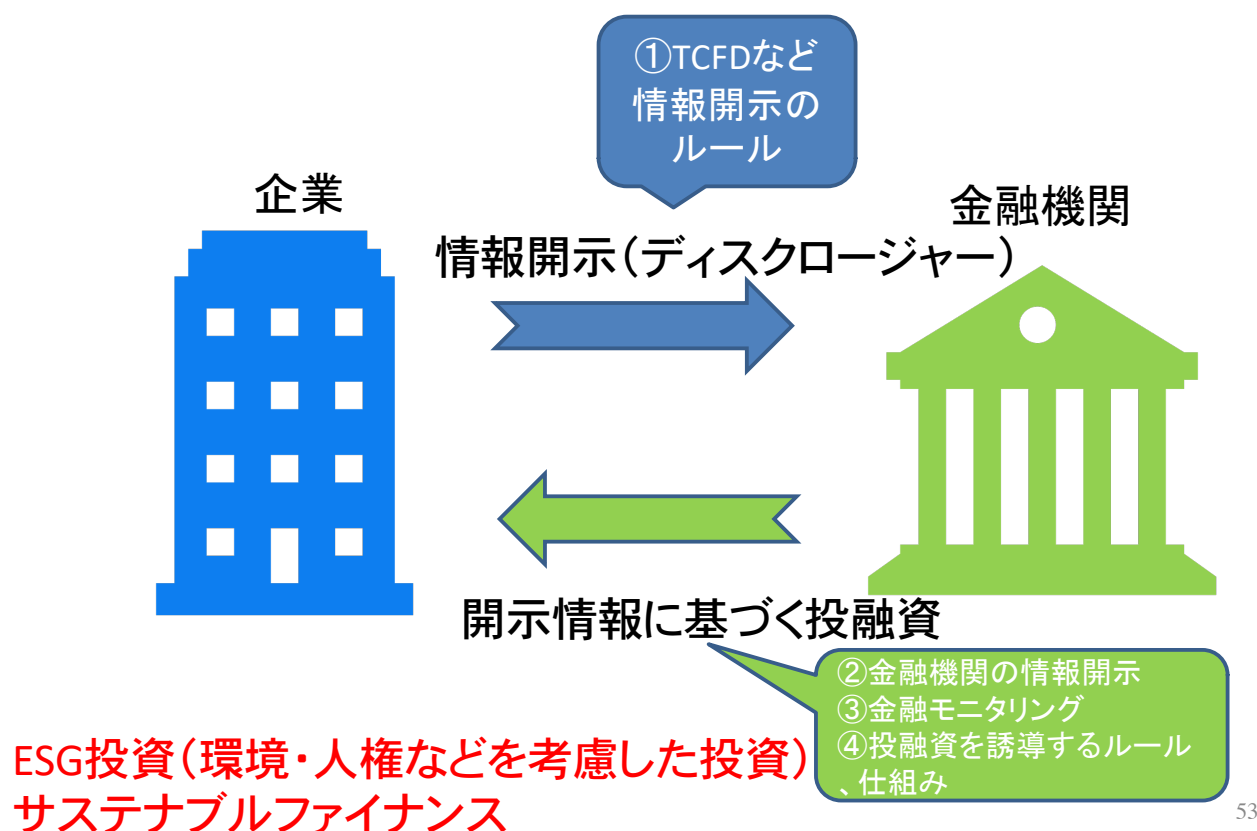 ①TCFDなど
情報開示の
ルール
企業
金融機関
情報開示（ディスクロージャー）
開示情報に基づく投融資
②金融機関の情報開示
③金融モニタリング
④投融資を誘導するルール
、仕組み
ESG投資（環境・人権などを考慮した投資）
サステナブルファイナンス
53